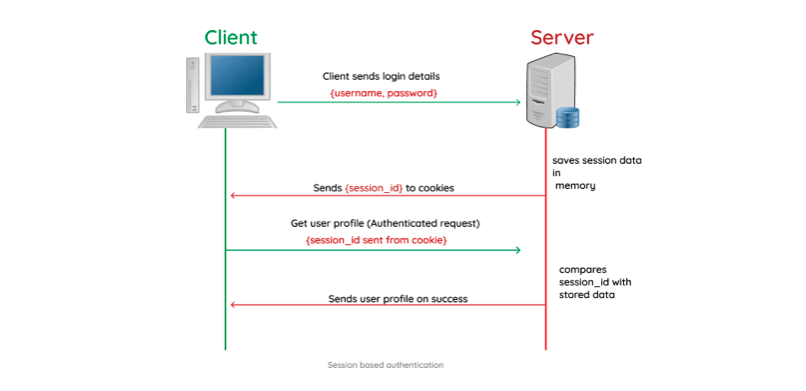 Client
Server
Client sends login details
{username, password}
saves session data
in
memory
Sends {session_id} to cookies
Get user profile (Authenticated request)
{session_id sent from cookie}
compares
session_id with
stored data
Sends user profile on success
Session based authentication